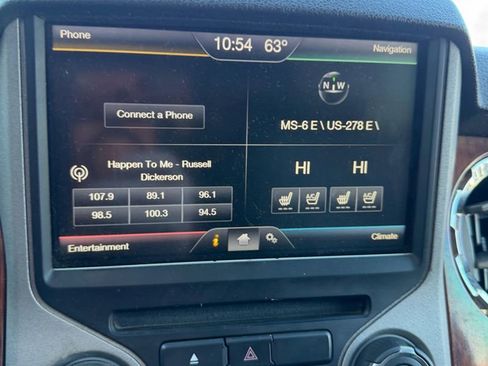 Phone
10:54 63°
Navigation
N W
Connect a Phone
MS-6 E \ US-278 E \
Happen To Me - Russell
Dickerson
HI HI
107.9 89.1 96.1
98.5 100.3 94.5
A/C A/C
Entertainment
i
Climate